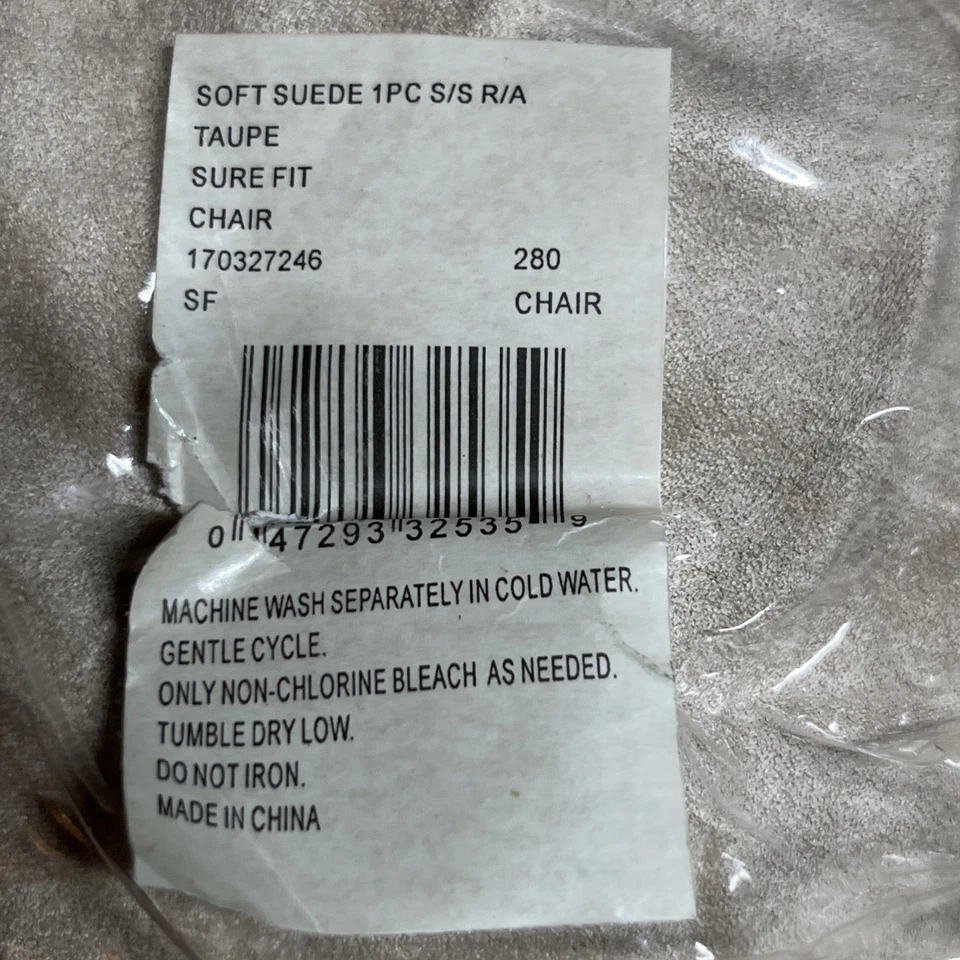 SOFT SUEDE 1PC S/S R/A
TAUPE
SURE FIT
CHAIR
170327246 280
SF CHAIR
0 47293 32535 9
MACHINE WASH SEPARATELY IN COLD WATER.
GENTLE CYCLE.
ONLY NON-CHLORINE BLEACH AS NEEDED.
TUMBLE DRY LOW.
DO NOT IRON.
MADE IN CHINA